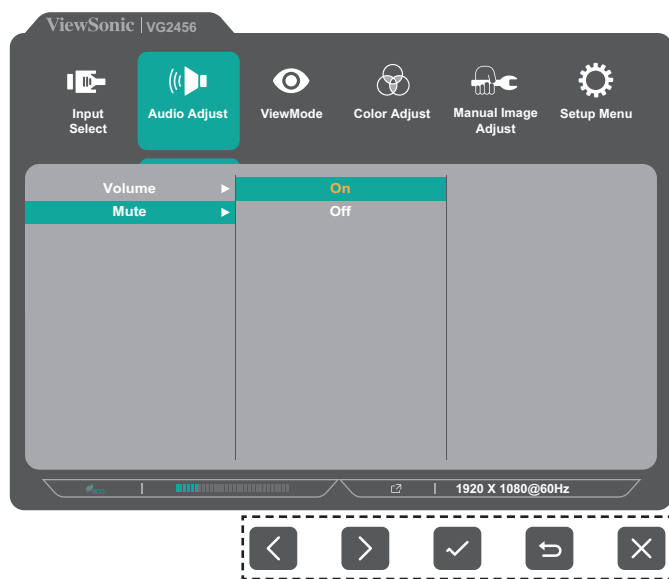 ViewSonic | VG2456
Input Select
Audio Adjust
ViewMode
Color Adjust
Manual Image Adjust
Setup Menu
Volume
On
Mute
Off
eco
1920 X 1080@60Hz